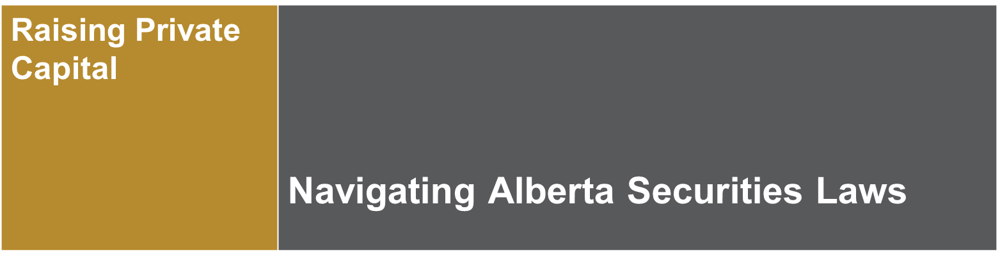 Raising Private
Capital
Navigating Alberta Securities Laws